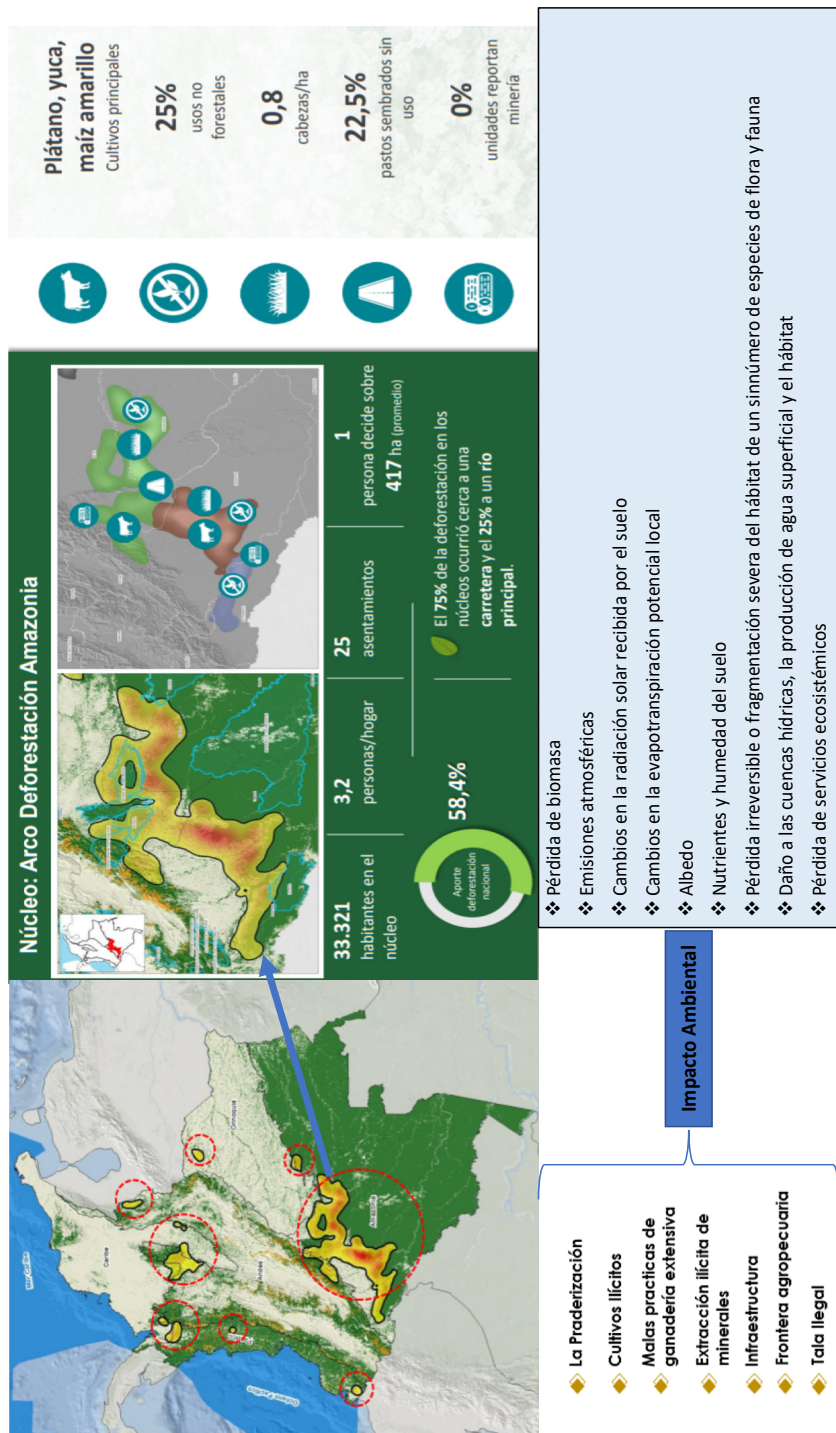 Mar Caribe
Caribe
Orinoquia
Andes
Pacífico
Océano Pacífico
Amazonia
Núcleo: Arco Deforestación Amazonia
33.321
habitantes en el
núcleo
3,2
personas/hogar
25
asentamientos
1
persona decide sobre
417 ha (promedio)
Aporte
deforestación
nacional
58,4%
El 75% de la deforestación en los
núcleos ocurrió cerca a una
carretera y el 25% a un río
principal.
Plátano, yuca,
maíz amarillo
Cultivos principales
25%
usos no
forestales
0,8
cabezas/ha
22,5%
pastos sembrados sin
uso
0%
unidades reportan
minería
La Praderización
Cultivos Ilícitos
Malas practicas de
ganadería extensiva
Extracción ilícita de
minerales
Infraestructura
Frontera agropecuaria
Tala Ilegal
Impacto Ambiental
Pérdida de biomasa
Emisiones atmosféricas
Cambios en la radiación solar recibida por el suelo
Cambios en la evapotranspiración potencial local
Albedo
Nutrientes y humedad del suelo
Pérdida irreversible o fragmentación severa del hábitat de un sinnúmero de especies de flora y fauna
Daño a las cuencas hídricas, la producción de agua superficial y el hábitat
Pérdida de servicios ecosistémicos